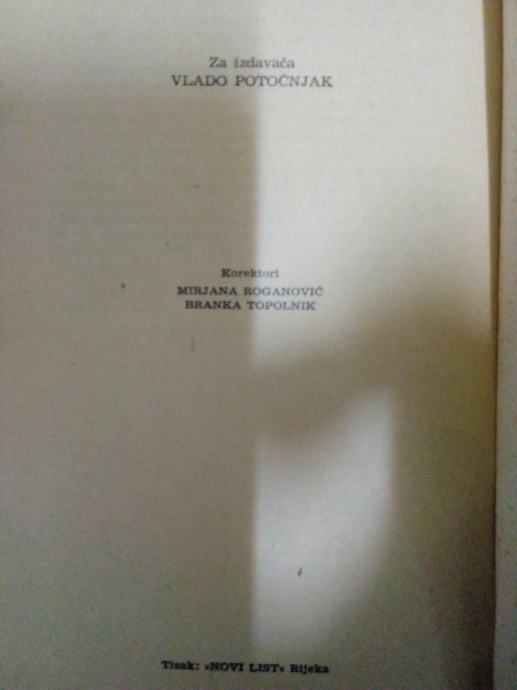 Za izdavača
VLADO POTOČNJAK
Korektori
MIRJANA ROGANOVIĆ
BRANKA TOPOLNIK
Tisak: »NOVI LIST« Rijeka